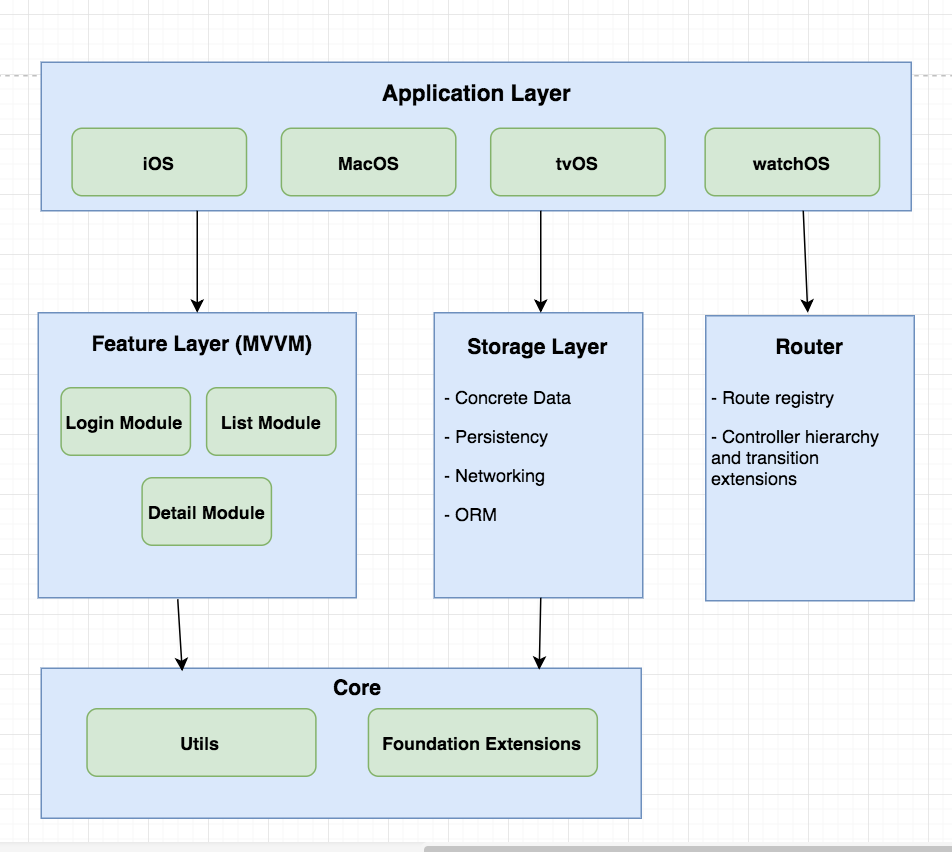 Application Layer
iOS
MacOS
tvOS
watchOS
Feature Layer (MVVM)
Login Module
List Module
Detail Module
Storage Layer
- Concrete Data
- Persistency
- Networking
- ORM
Router
- Route registry
- Controller hierarchy
and transition
extensions
Core
Utils
Foundation Extensions